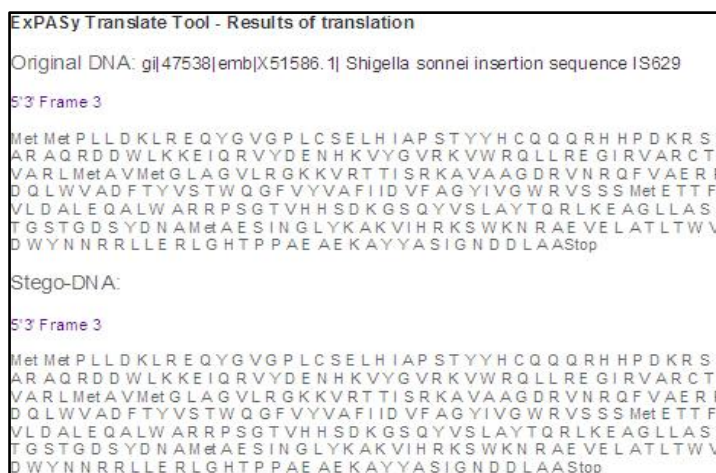 ExPASy Translate Tool - Results of translation
Original DNA: gi|47538|emb|X51586.1| Shigella sonnei insertion sequence IS629
5'3' Frame 3
Met Met P L L D K L R E Q Y G V G P L C S E L H I A P S T Y Y H C Q Q Q R H H P D K R S
A R A Q R D D W L K K E I Q R V Y D E N H K V Y G V R K V W R Q L L R E G I R V A R C T
V A R L Met A V Met G L A G V L R G K K V R T T I S R K A V A A G D R V N R Q F V A E R
D Q L W V A D F T Y V S T W Q G F V Y V A F I I D V F A G Y I V G W R V S S S Met E T T F
V L D A L E Q A L W A R R P S G T V H H S D K G S Q Y V S L A Y T Q R L K E A G L L A S
T G S T G D S Y D N A Met A E S I N G L Y K A K V I H R K S W K N R A E V E L A T L T W V
D W Y N N R R L L E R L G H T P P A E A E K A Y Y A S I G N D D L A A Stop
Stego-DNA:
5'3' Frame 3
Met Met P L L D K L R E Q Y G V G P L C S E L H I A P S T Y Y H C Q Q Q R H H P D K R S
A R A Q R D D W L K K E I Q R V Y D E N H K V Y G V R K V W R Q L L R E G I R V A R C T
V A R L Met A V Met G L A G V L R G K K V R T T I S R K A V A A G D R V N R Q F V A E R
D Q L W V A D F T Y V S T W Q G F V Y V A F I I D V F A G Y I V G W R V S S S Met E T T F
V L D A L E Q A L W A R R P S G T V H H S D K G S Q Y V S L A Y T Q R L K E A G L L A S
T G S T G D S Y D N A Met A E S I N G L Y K A K V I H R K S W K N R A E V E L A T L T W V
D W Y N N R R L L E R L G H T P P A E A E K A Y Y A S I G N D D L A A Stop